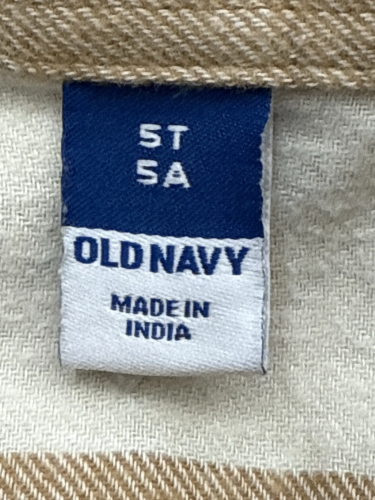 5T
5A
OLD NAVY
MADE IN
INDIA